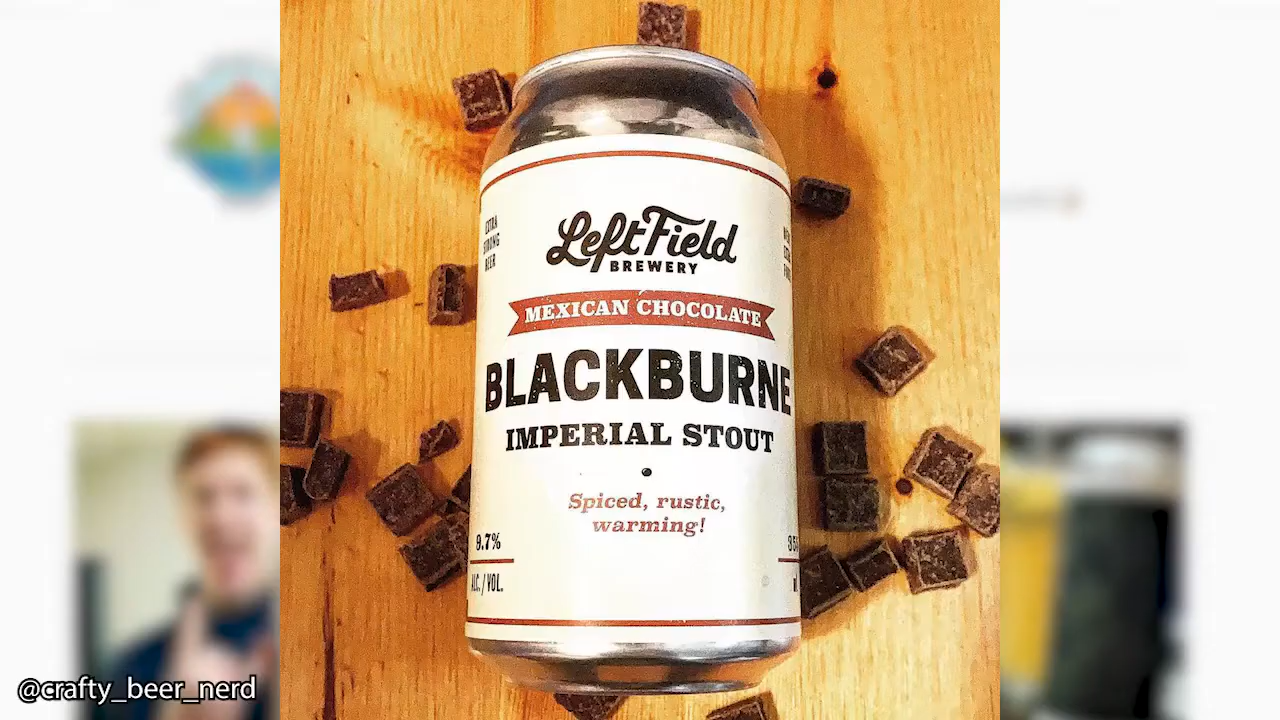 EXTRA
STRONG
BEER
Left Field
BREWERY
MEXICAN CHOCOLATE
BLACKBURNE
IMPERIAL STOUT
Spiced, rustic,
warming!
9.7%
ALC./VOL.
@crafty_beer_nerd